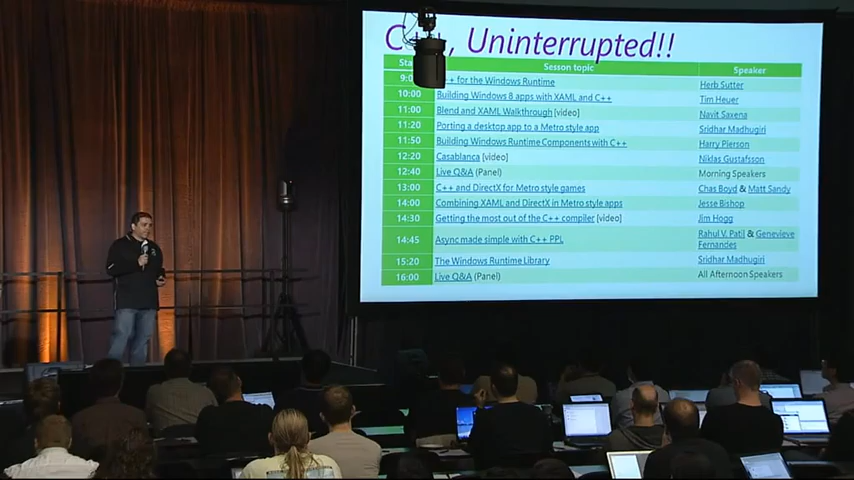 C++, Uninterrupted!!
Sesson topic Speaker
9:00 C++ for the Windows Runtime Herb Sutter
10:00 Building Windows 8 apps with XAML and C++ Tim Heuer
11:00 Blend and XAML Walkthrough [video] Navit Saxena
11:20 Porting a desktop app to a Metro style app Sridhar Madhugiri
11:50 Building Windows Runtime Components with C++ Harry Pierson
12:20 Casablanca [video] Niklas Gustafsson
12:40 Live Q&A (Panel) Morning Speakers
13:00 C++ and DirectX for Metro style games Chas Boyd & Matt Sandy
14:00 Combining XAML and DirectX in Metro style apps Jesse Bishop
14:30 Getting the most out of the C++ compiler [video] Jim Hogg
14:45 Async made simple with C++ PPL Rahul V. Patil & Genevieve
Fernandes
15:20 The Windows Runtime Library Sridhar Madhugiri
16:00 Live Q&A (Panel) All Afternoon Speakers